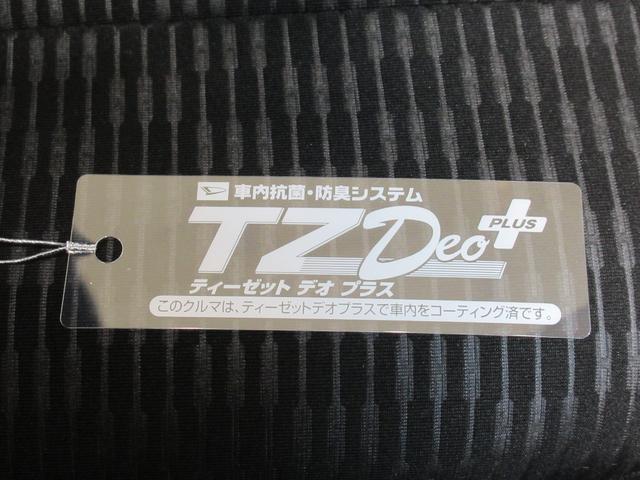 車内抗菌・防臭システム
TZ Deo PLUS
ティーゼット デオ プラス
このクルマは、ティーゼットデオプラスで車内をコーティング済です。